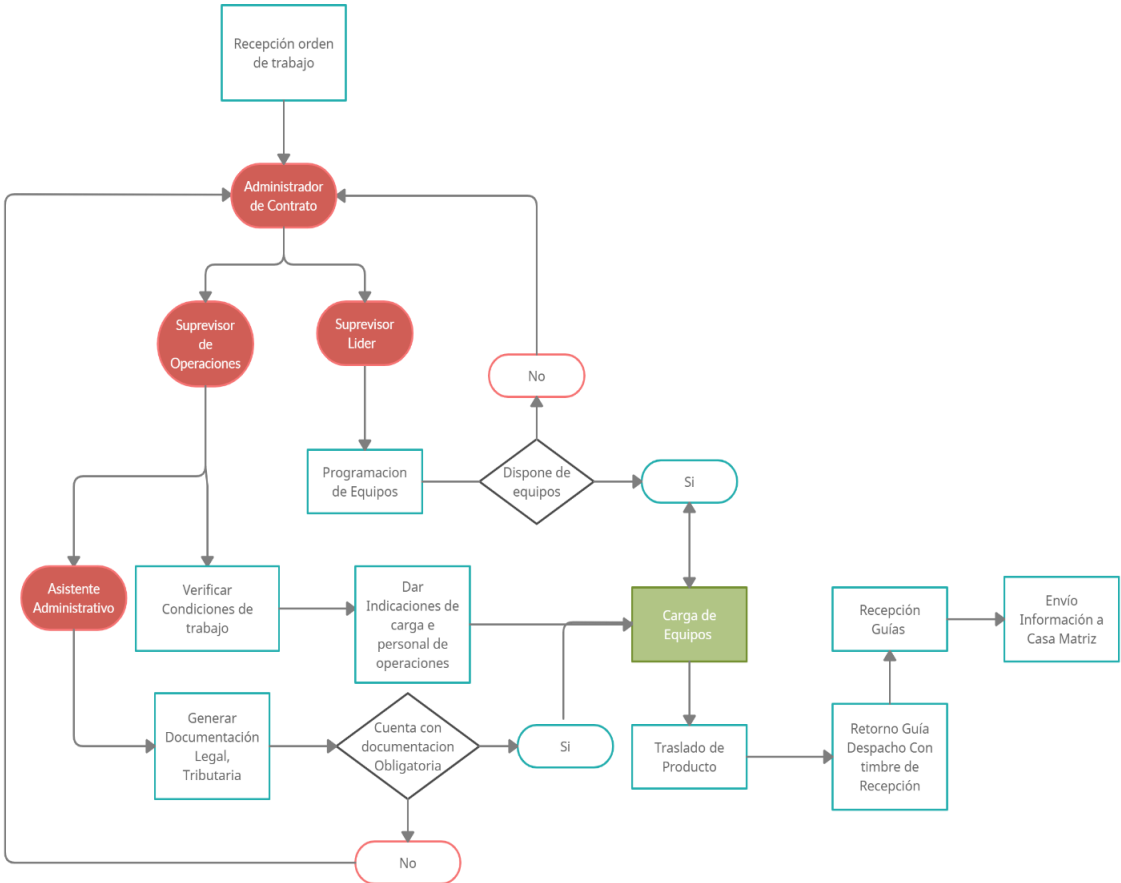 Recepción orden
de trabajo
Administrador
de Contrato
Suprevisor
de
Operaciones
Suprevisor
Lider
No
Programacion
de Equipos
Dispone de
equipos
Si
Asistente
Administrativo
Verificar
Condiciones de
trabajo
Dar
Indicaciones de
carga e
personal de
operaciones
Carga de
Equipos
Recepción
Guías
Envío
Información a
Casa Matriz
Generar
Documentación
Legal,
Tributaria
Cuenta con
documentacion
Obligatoria
Si
Traslado de
Producto
Retorno Guía
Despacho Con
timbre de
Recepción
No